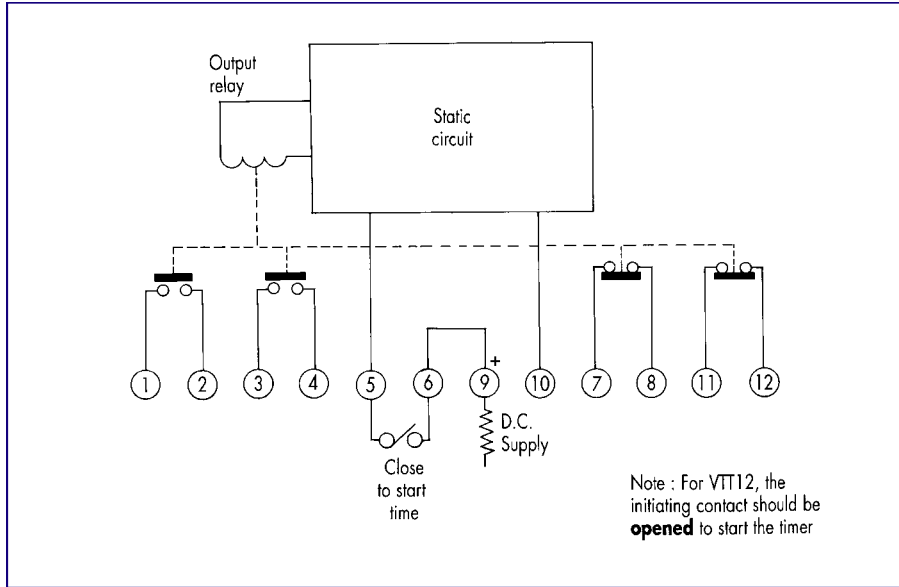 Output
relay
Static
circuit
+
1 2 3 4 5 6 9 10 7 8 11 12
D.C.
Supply
Close
to start
time
Note : For VTT12, the
initiating contact should be
opened to start the timer